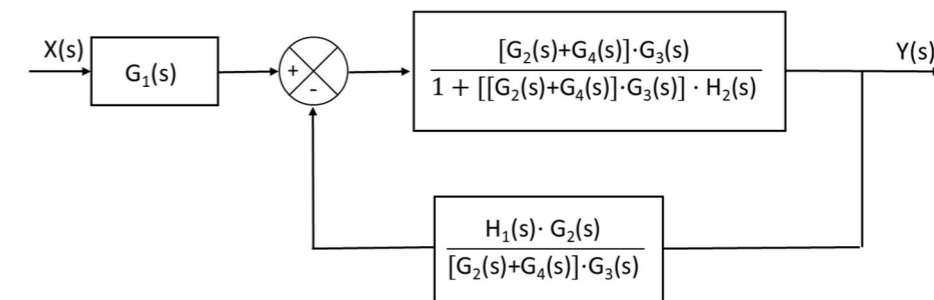 X(s)
G₁(s)
+
-
[G₂(s)+G₄(s)]·G₃(s)
1 + [[G₂(s)+G₄(s)]·G₃(s)] · H₂(s)
Y(s)
H₁(s)· G₂(s)
[G₂(s)+G₄(s)]·G₃(s)